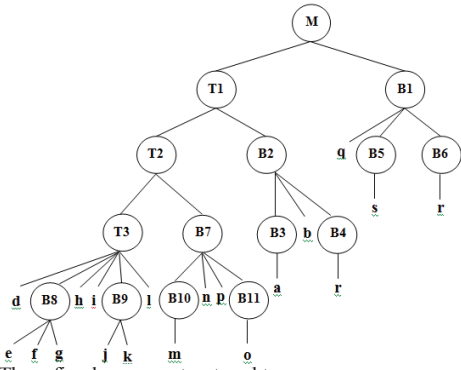 M
T1 B1
T2 B2 q B5 B6
s r
T3 B7 B3 b B4
a r
d B8 h i B9 l B10 n p B11
e f g j k m o